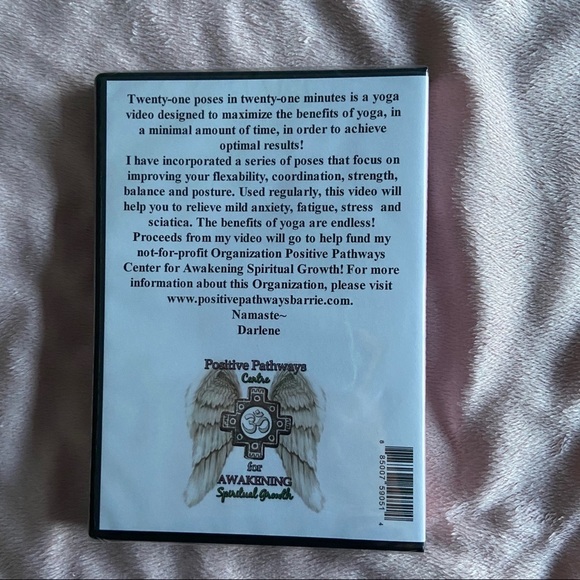 Twenty-one poses in twenty-one minutes is a yoga
video designed to maximize the benefits of yoga, in
a minimal amount of time, in order to achieve
optimal results!
I have incorporated a series of poses that focus on
improving your flexability, coordination, strength,
balance and posture. Used regularly, this video will
help you to relieve mild anxiety, fatigue, stress and
sciatica. The benefits of yoga are endless!
Proceeds from my video will go to help fund my
not-for-profit Organization Positive Pathways
Center for Awakening Spiritual Growth! For more
information about this Organization, please visit
www.positivepathwaysbarrie.com.
Namaste~
Darlene
Positive Pathways
Centre
ॐ
for
AWAKENING
Spiritual Growth
8 85007 59051 4